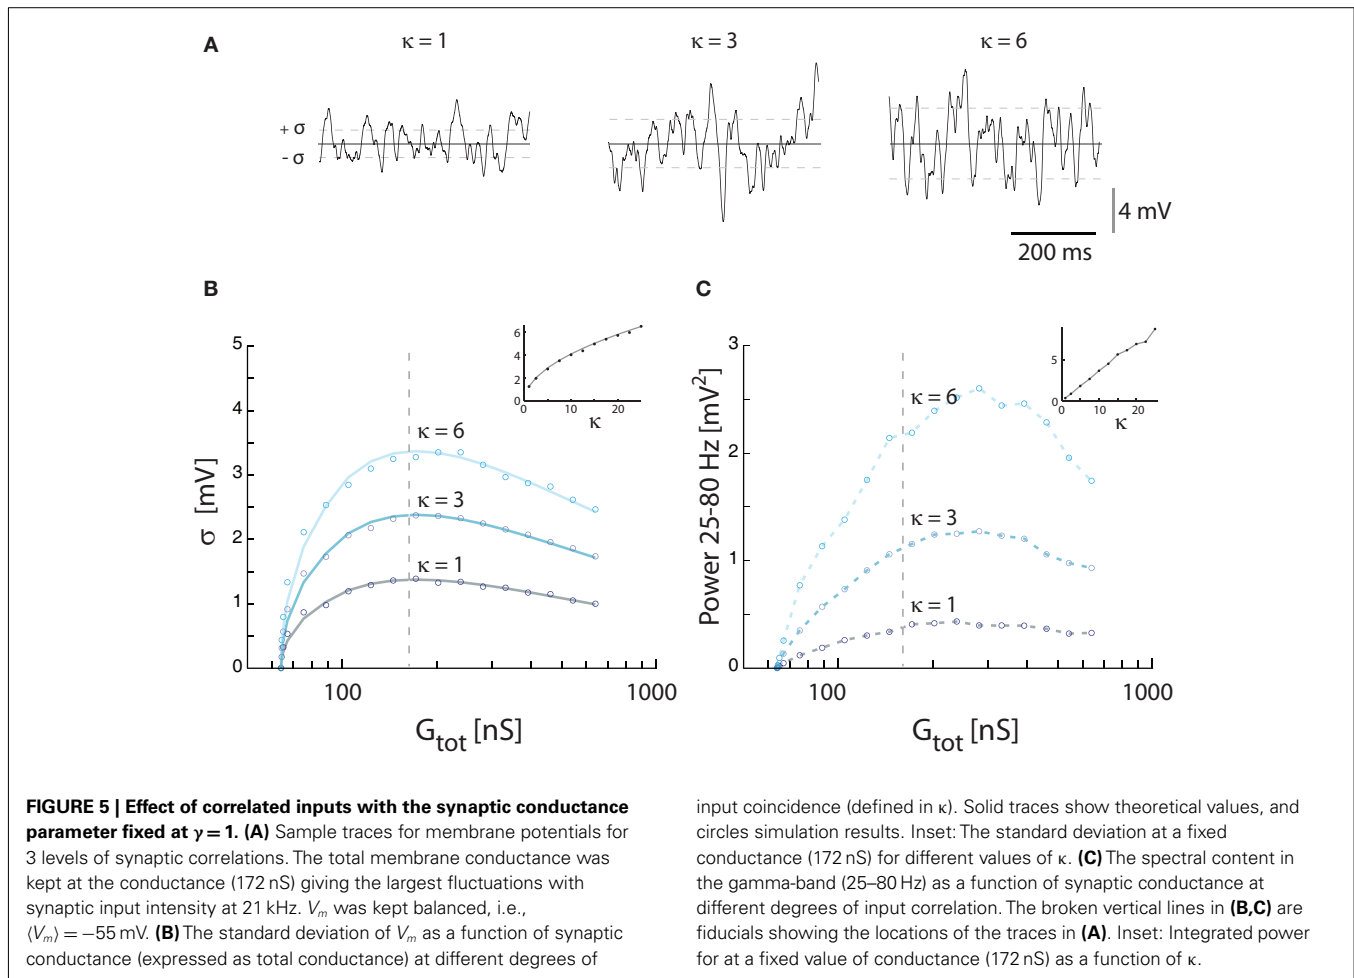 A
κ = 1
κ = 3
κ = 6
+ σ
- σ
4 mV
200 ms
B
5
4
3
2
1
0
σ [mV]
6
4
2
0
10
20
κ
κ = 6
κ = 3
κ = 1
100
1000
G_tot [nS]
C
3
2
1
0
Power 25-80 Hz [mV²]
5
0
0
10
20
κ
κ = 6
κ = 3
κ = 1
100
1000
G_tot [nS]
FIGURE 5 | Effect of correlated inputs with the synaptic conductance
parameter fixed at γ = 1. (A) Sample traces for membrane potentials for
3 levels of synaptic correlations. The total membrane conductance was
kept at the conductance (172 nS) giving the largest fluctuations with
synaptic input intensity at 21 kHz. Vm was kept balanced, i.e.,
⟨Vm⟩ = −55 mV. (B) The standard deviation of Vm as a function of synaptic
conductance (expressed as total conductance) at different degrees of
input coincidence (defined in κ). Solid traces show theoretical values, and
circles simulation results. Inset: The standard deviation at a fixed
conductance (172 nS) for different values of κ. (C) The spectral content in
the gamma-band (25–80 Hz) as a function of synaptic conductance at
different degrees of input correlation. The broken vertical lines in (B,C) are
fiducials showing the locations of the traces in (A). Inset: Integrated power
for at a fixed value of conductance (172 nS) as a function of κ.